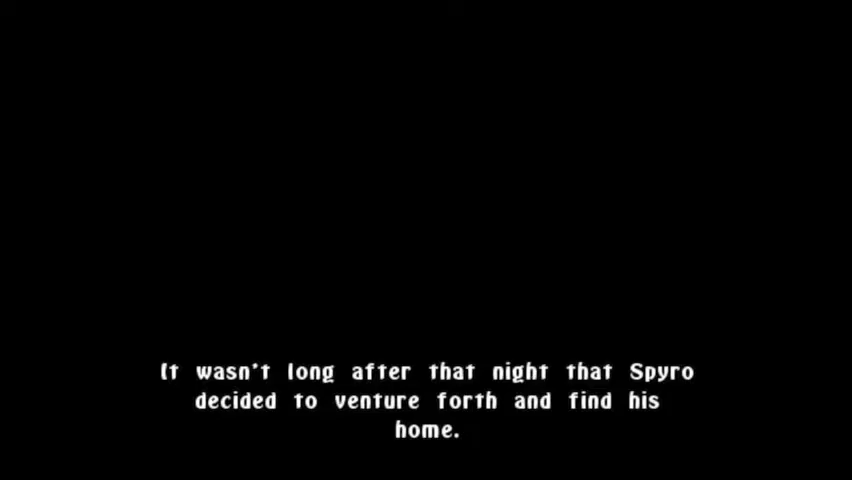 It wasn't long after that night that Spyro
decided to venture forth and find his
home.